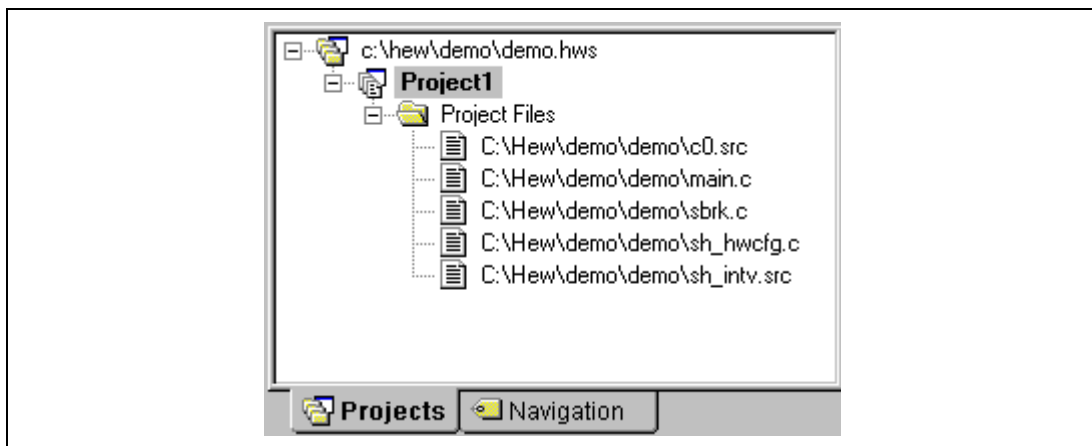 c:\hew\demo\demo.hws
Project1
Project Files
C:\Hew\demo\demo\c0.src
C:\Hew\demo\demo\main.c
C:\Hew\demo\demo\sbrk.c
C:\Hew\demo\demo\sh_hwcfg.c
C:\Hew\demo\demo\sh_intv.src
Projects Navigation